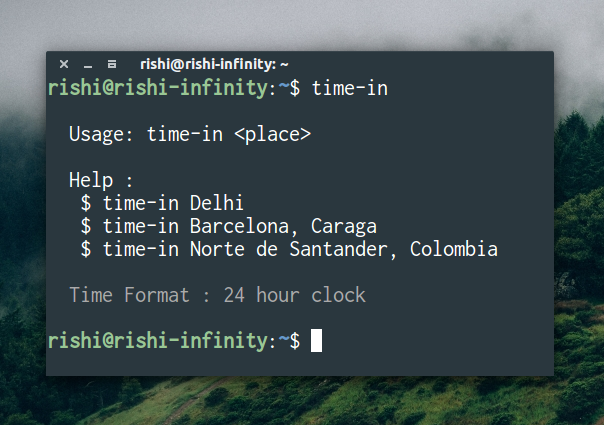 rishi@rishi-infinity: ~
rishi@rishi-infinity:~$ time-in
Usage: time-in <place>
Help :
$ time-in Delhi
$ time-in Barcelona, Caraga
$ time-in Norte de Santander, Colombia
Time Format : 24 hour clock
rishi@rishi-infinity:~$